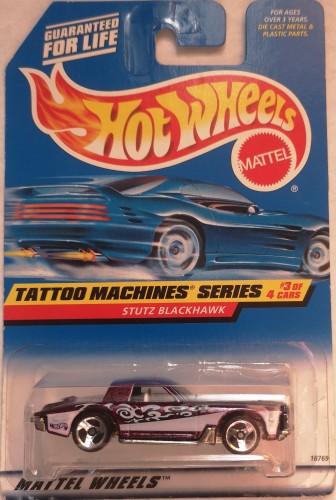 GUARANTEED
FOR LIFE
FOR AGES
OVER 3 YEARS.
DIE CAST METAL &
PLASTIC PARTS.
HOT WHEELS
MATTEL
®
TATTOO MACHINES® SERIES
#3 OF
4 CARS
STUTZ BLACKHAWK
MATTEL WHEELS™
18769